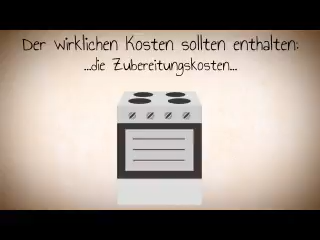 Der wirklichen Kosten sollten enthalten:
...die Zubereitungskosten...